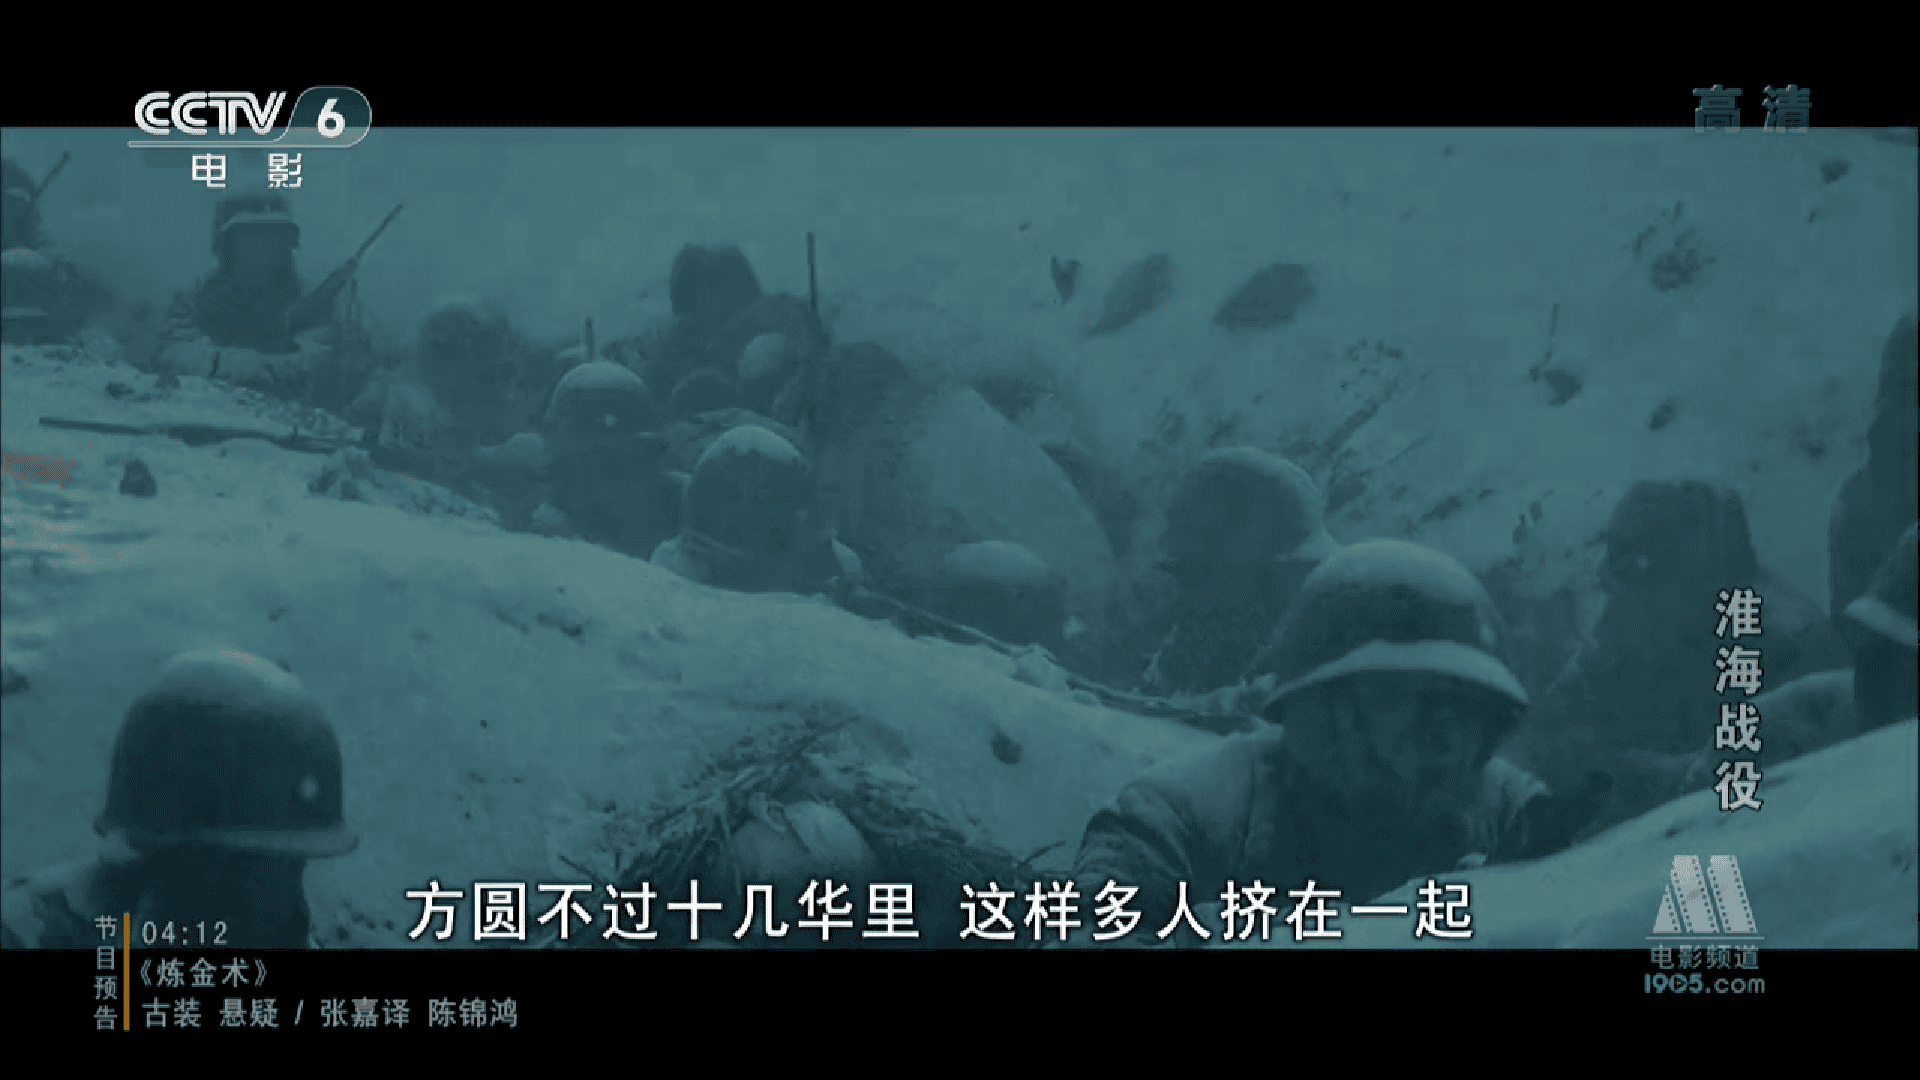 CCTV 6
电影
高清
淮海战役
方圆不过十几华里 这样多人挤在一起
节目预告
04:12
《炼金术》
古装 悬疑 / 张嘉译 陈锦鸿
电影频道
1905.com